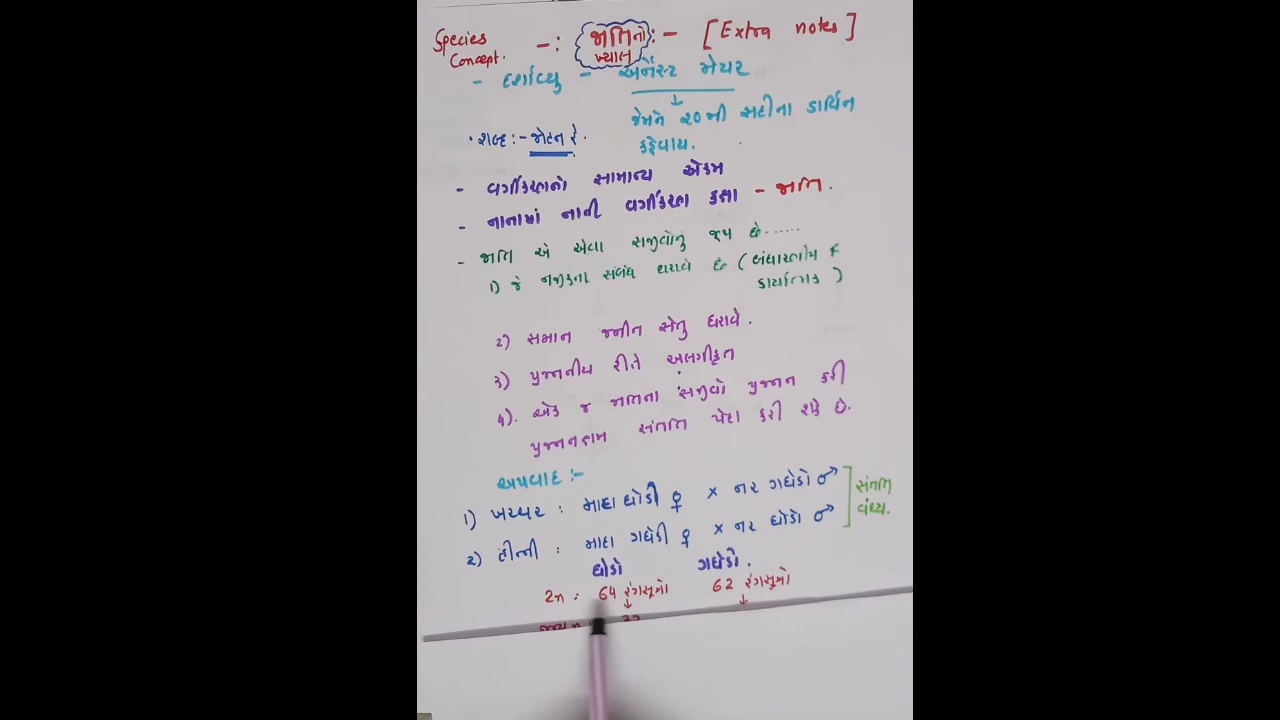 Species Concept. -: જાતિનો ખ્યાલ :- [Extra notes]
- દર્શાવ્યુ - અર્નેસ્ટ મેયર
જેમને ૨૦મી સદીના ડાર્વિન
કહેવાય.
• શબ્દ :- જ્હોન રે.
- વર્ગીકરણનો સામાન્ય એકમ
- નાનામાં નાની વર્ગીકરણ કક્ષા - જાતિ.
- જાતિ એ એવા સજીવોનું જૂથ છે......
1) જે નજીકના સંબંધ ધરાવે છે (બંધારણીય &
કાર્યાત્મક)
2) સમાન જનીન સેતુ ધરાવે.
3) પ્રજનનીય રીતે અલગીકૃત
4). એક જ જાતિના સજીવો પ્રજનન કરી
પ્રજનનક્ષમ સંતતિ પેદા કરી શકે છે.
અપવાદ :-
1) ખચ્ચર : માદા ઘોડી ♀ × નર ગધેડો ♂
2) હીન્ની : માદા ગધેડી ♀ × નર ઘોડો ♂
સંતતિ
વંધ્ય.
ઘોડો ગધેડો.
2n : 64 રંગસૂત્રો 62 રંગસૂત્રો